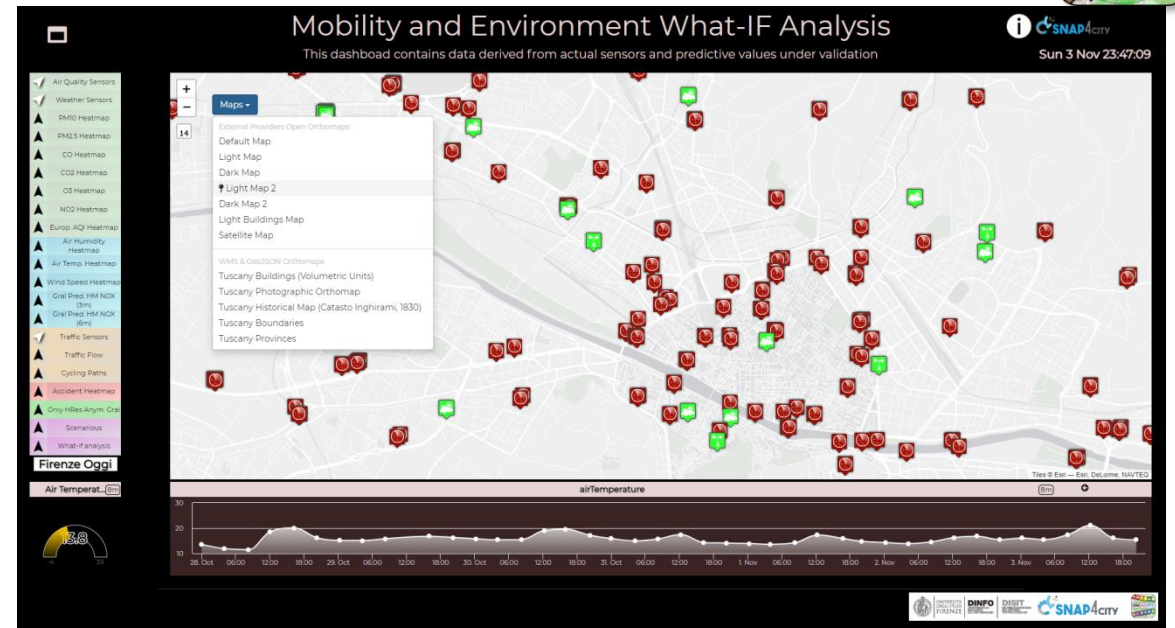 Mobility and Environment What-IF Analysis
This dashboad contains data derived from actual sensors and predictive values under validation
i
SNAP4CITY
Sun 3 Nov 23:47:09
Air Quality Sensors
Weather Sensors
PM10 Heatmap
PM2.5 Heatmap
CO Heatmap
CO2 Heatmap
O3 Heatmap
NO2 Heatmap
Europ. AQI Heatmap
Air Humidity
Heatmap
Air Temp. Heatmap
Wind Speed Heatmap
Gral Pred. HM NOX
(3m)
Gral Pred. HM NOX
(6m)
Traffic Sensors
Traffic Flow
Cycling Paths
Accident Heatmap
Only HRes Anym. Gral
Scenarious
What-if analysis
Firenze Oggi
Air Temperat... 8m
13.8
-4 39
+
−
14
Maps
External Providers Open Orthomaps
Default Map
Light Map
Dark Map
Light Map 2
Dark Map 2
Light Buildings Map
Satellite Map
WMS & GeoJSON Orthomaps
Tuscany Buildings (Volumetric Units)
Tuscany Photographic Orthomap
Tuscany Historical Map (Catasto Inghirami, 1830)
Tuscany Boundaries
Tuscany Provinces
Tiles © Esri — Esri, DeLorme, NAVTEQ
airTemperature 8m
30
20
10
28. Oct 06:00 12:00 18:00 29. Oct 06:00 12:00 18:00 30. Oct 06:00 12:00 18:00 31. Oct 06:00 12:00 18:00 1. Nov 06:00 12:00 18:00 2. Nov 06:00 12:00 18:00 3. Nov 06:00 12:00 18:00
UNIVERSITÀ
DEGLI STUDI
FIRENZE
DINFO
DISIT
SNAP4CITY